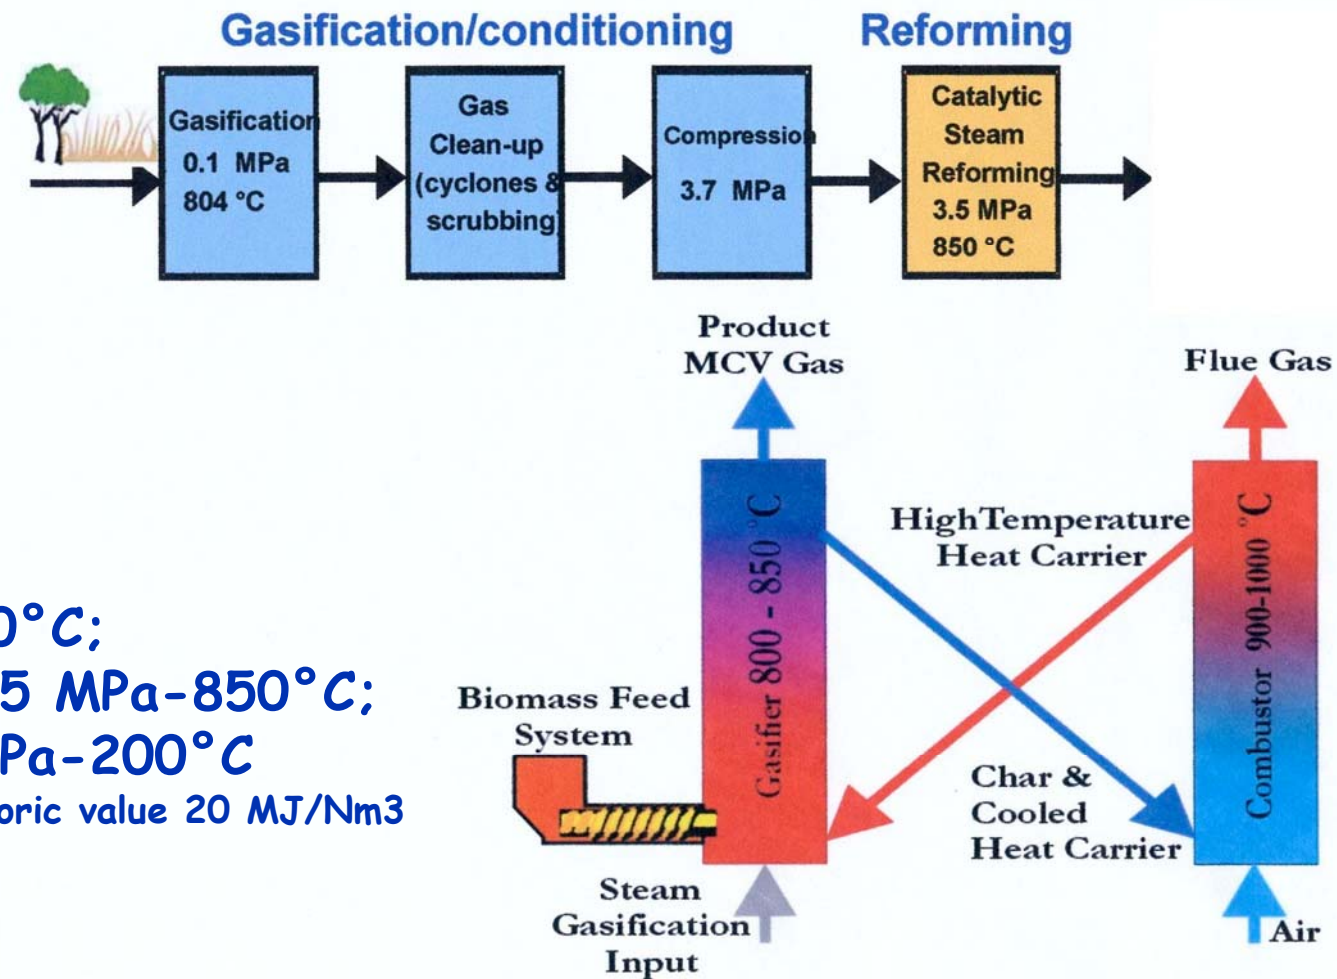 Gasification/conditioning
Reforming
Gasification
0.1 MPa
804 °C
Gas
Clean-up
(cyclones &
scrubbing
Compression
3.7 MPa
Catalytic
Steam
Reforming
3.5 MPa
850 °C
Product
MCV Gas
Flue Gas
Gasifier 800 - 850 °C
High Temperature
Heat Carrier
Combustor 900-1000 °C
0°C;
5 MPa-850°C;
Pa-200°C
oric value 20 MJ/Nm3
Biomass Feed
System
Char &
Cooled
Heat Carrier
Steam
Gasification
Input
Air